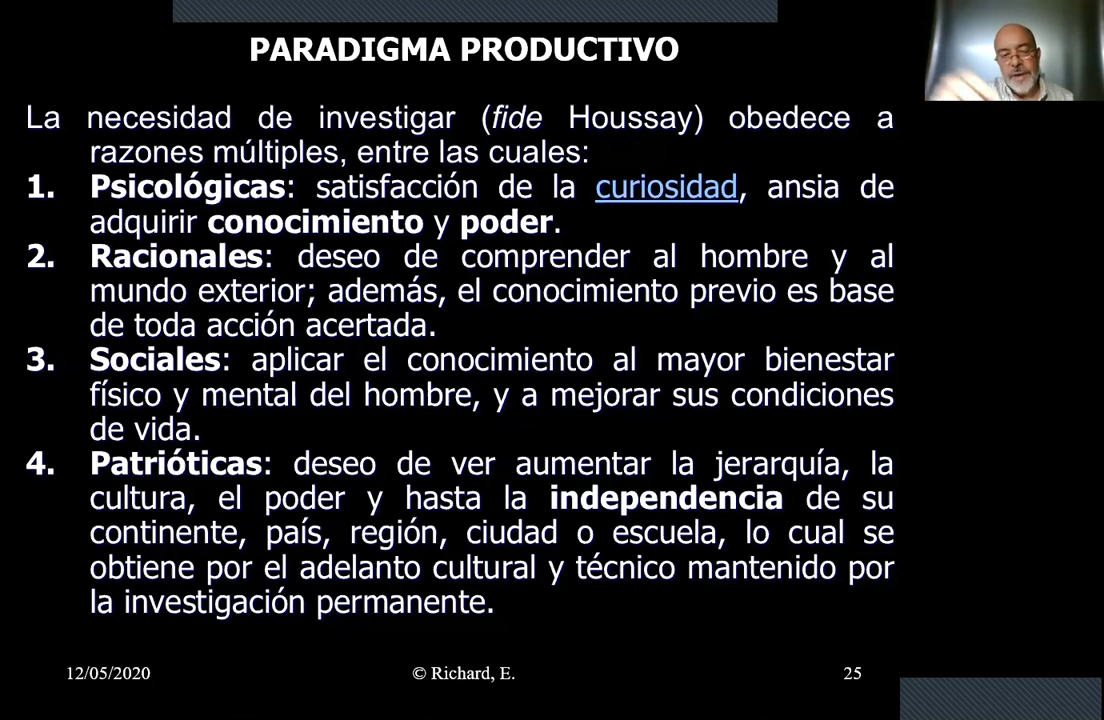 PARADIGMA PRODUCTIVO
La necesidad de investigar (fide Houssay) obedece a
razones múltiples, entre las cuales:
1. Psicológicas: satisfacción de la curiosidad, ansia de
adquirir conocimiento y poder.
2. Racionales: deseo de comprender al hombre y al
mundo exterior; además, el conocimiento previo es base
de toda acción acertada.
3. Sociales: aplicar el conocimiento al mayor bienestar
físico y mental del hombre, y a mejorar sus condiciones
de vida.
4. Patrióticas: deseo de ver aumentar la jerarquía, la
cultura, el poder y hasta la independencia de su
continente, país, región, ciudad o escuela, lo cual se
obtiene por el adelanto cultural y técnico mantenido por
la investigación permanente.
12/05/2020 © Richard, E. 25